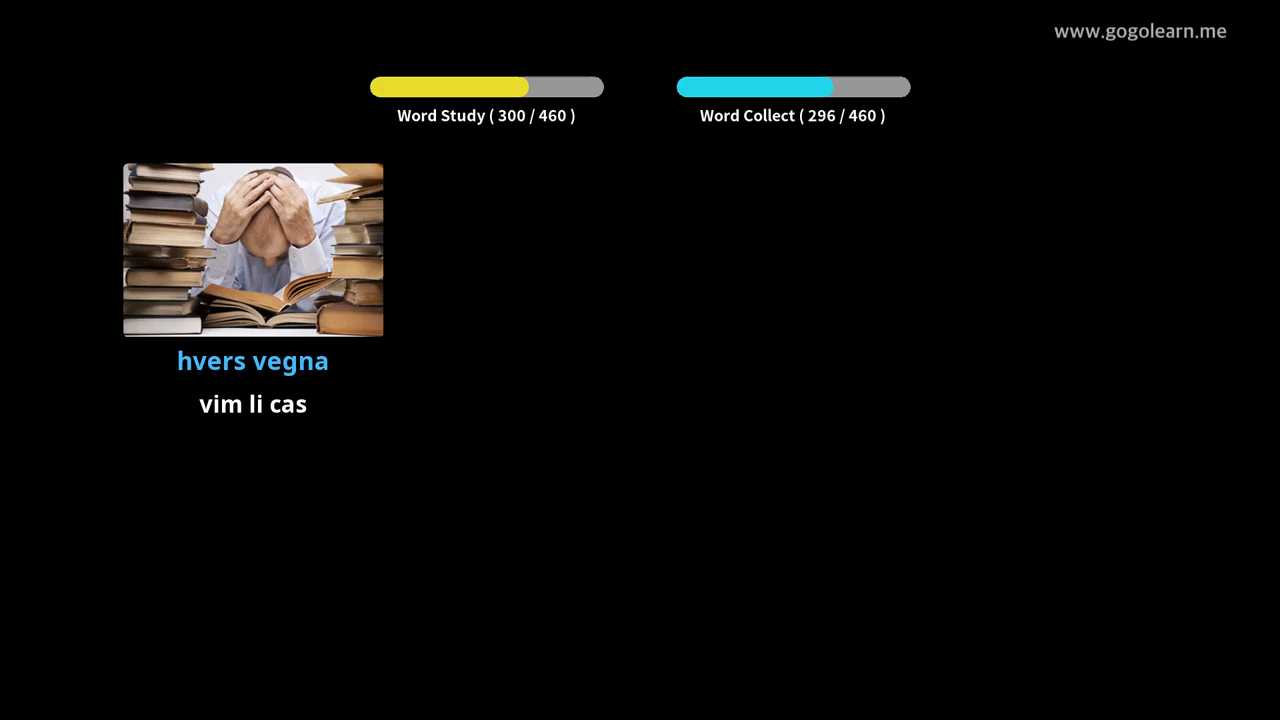 www.gogolearn.me
Word Study ( 300 / 460 )
Word Collect ( 296 / 460 )
hvers vegna
vim li cas